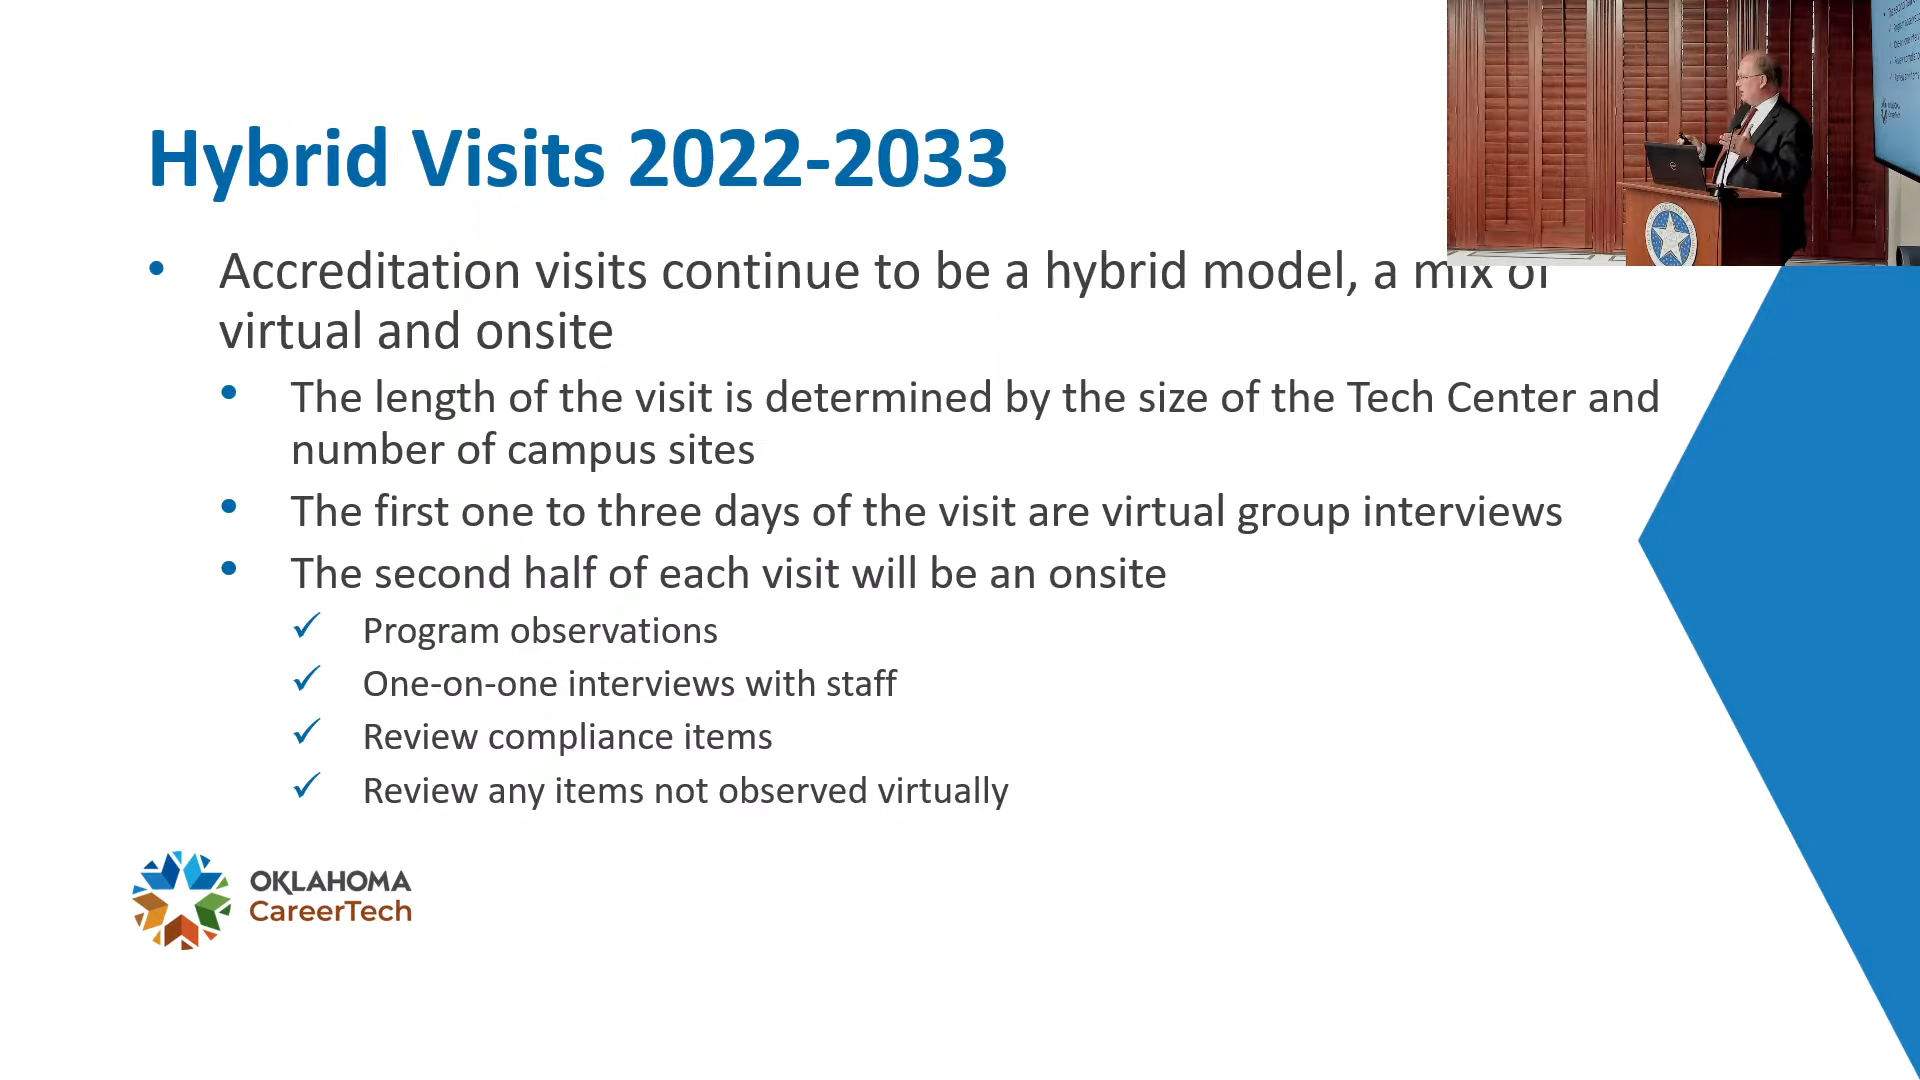 Hybrid Visits 2022-2033
• Accreditation visits continue to be a hybrid model, a mix of
virtual and onsite
• The length of the visit is determined by the size of the Tech Center and
number of campus sites
• The first one to three days of the visit are virtual group interviews
• The second half of each visit will be an onsite
✓ Program observations
✓ One-on-one interviews with staff
✓ Review compliance items
✓ Review any items not observed virtually
OKLAHOMA
CareerTech